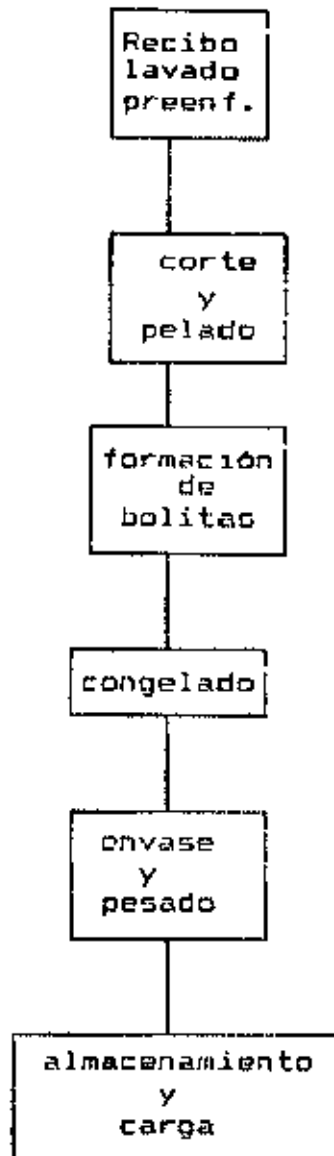 Recibo
lavado
preenf.
corte
y
pelado
formación
de
bolitas
congelado
envase
y
pesado
almacenamiento
y
carga